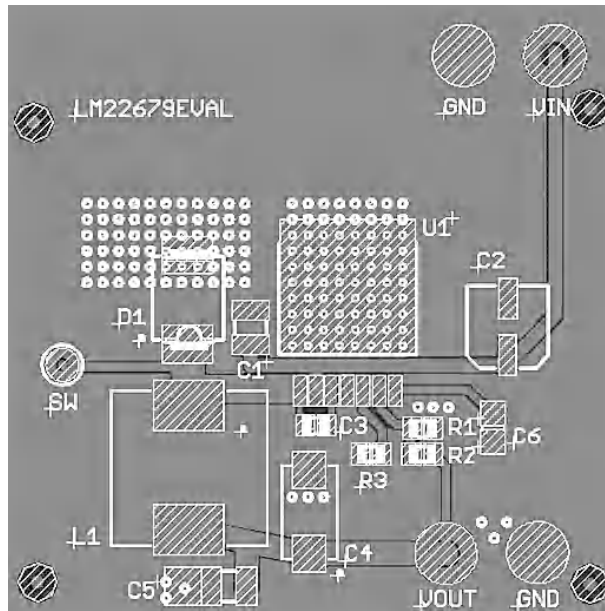 LM22679EVAL
GND
VIN
U1
C2
D1
C1
SW
C3
R1
C6
R2
R3
L1
C4
C5
VOUT
GND